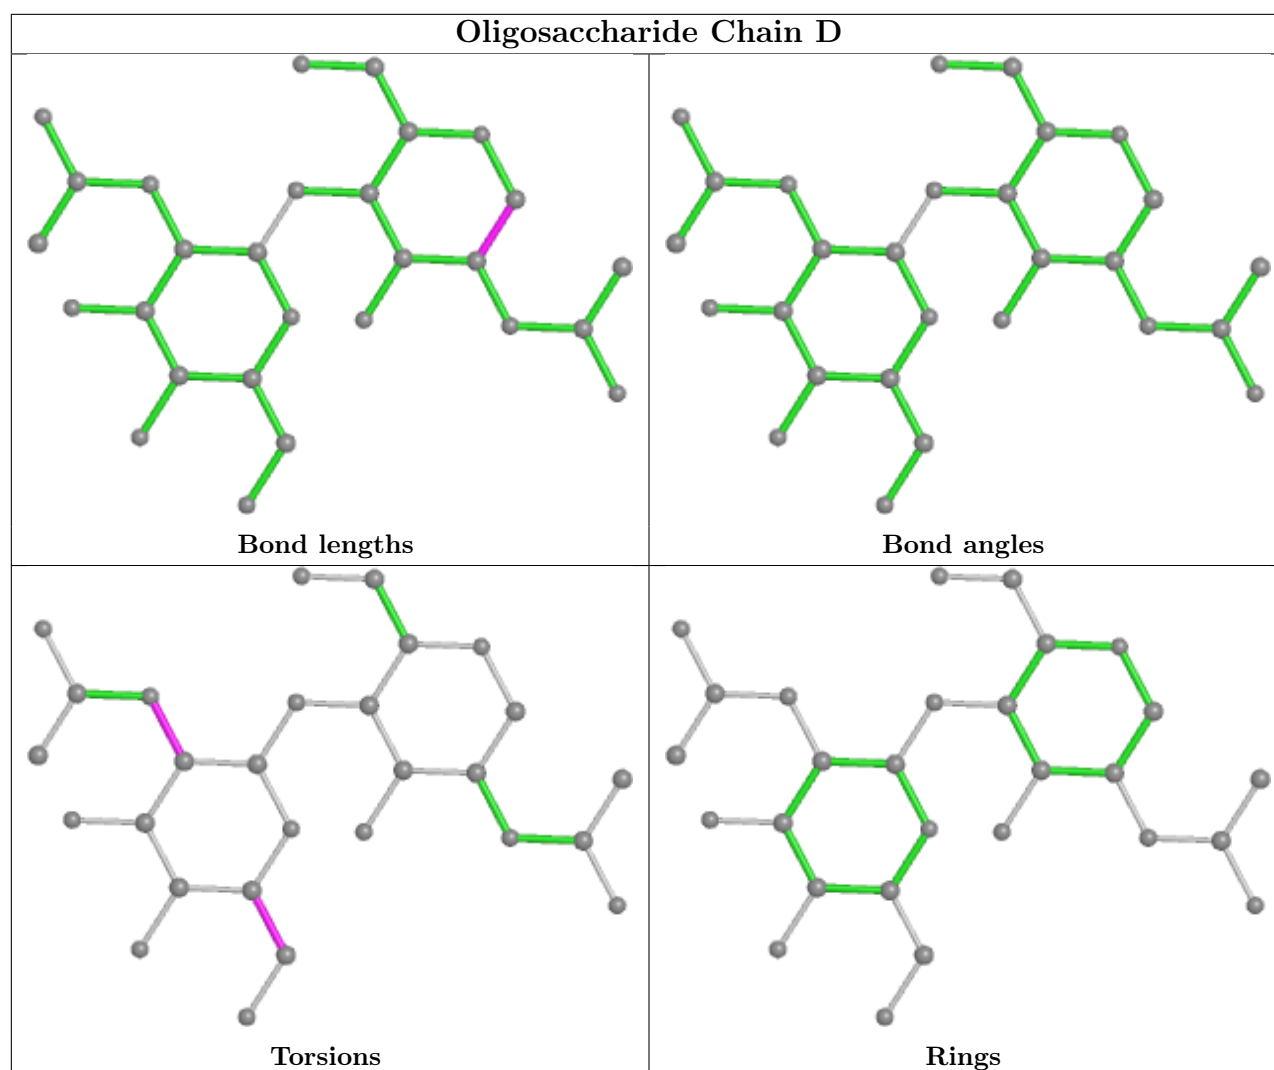 Oligosaccharide Chain D
Bond lengths
Bond angles
Torsions
Rings